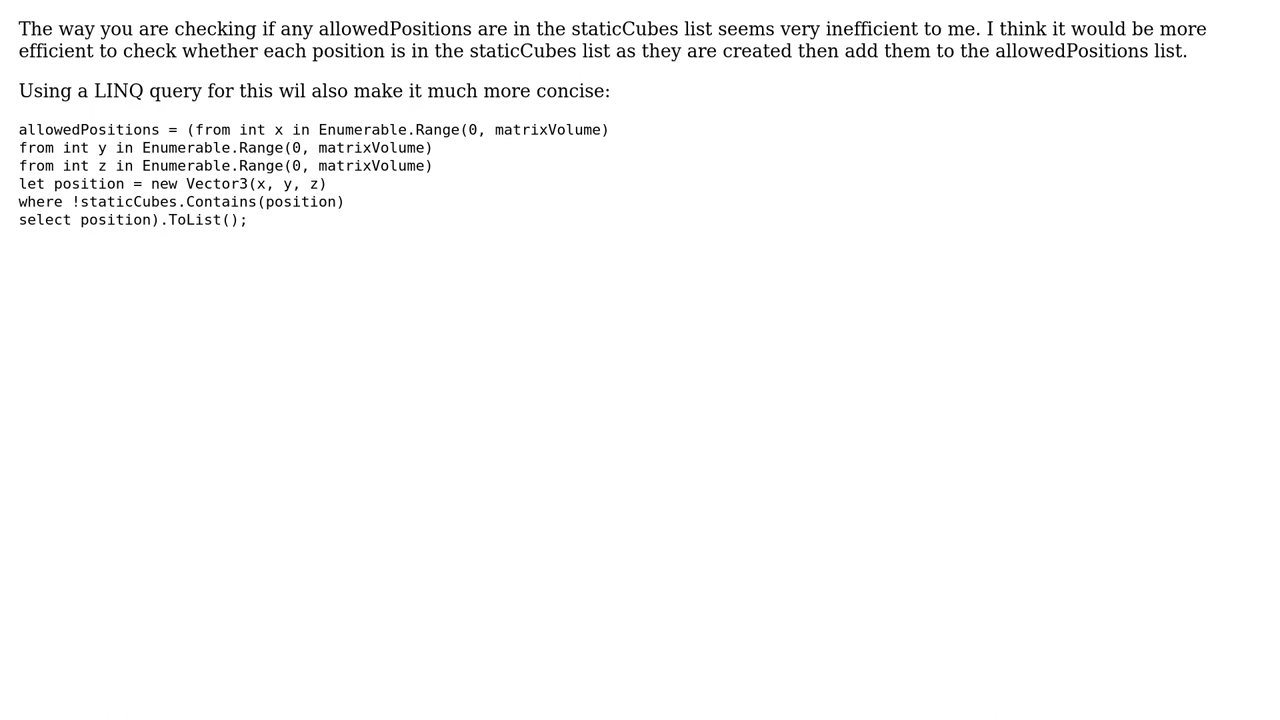 The way you are checking if any allowedPositions are in the staticCubes list seems very inefficient to me. I think it would be more
efficient to check whether each position is in the staticCubes list as they are created then add them to the allowedPositions list.
Using a LINQ query for this wil also make it much more concise:
allowedPositions = (from int x in Enumerable.Range(0, matrixVolume)
from int y in Enumerable.Range(0, matrixVolume)
from int z in Enumerable.Range(0, matrixVolume)
let position = new Vector3(x, y, z)
where !staticCubes.Contains(position)
select position).ToList();